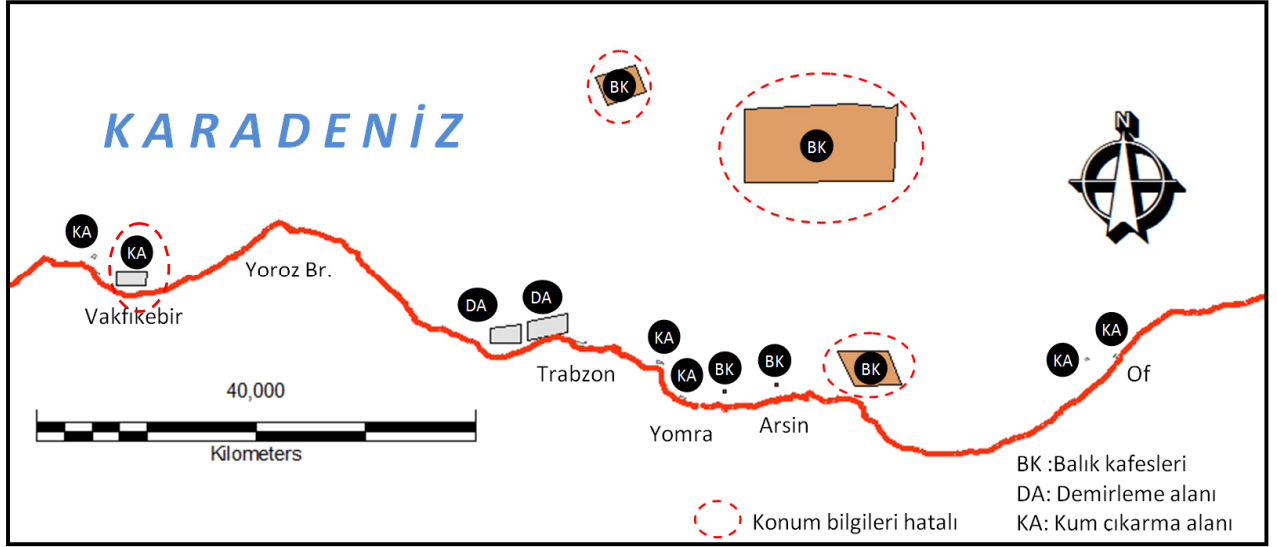 BK
BK
N
KARADENİZ
KA
KA
Yoroz Br.
Vakfıkebir
DA
DA
Trabzon
KA
KA
BK
BK
BK
KA
KA
Of
Yomra
Arsin
40,000
Kilometers
BK :Balık kafesleri
DA: Demirleme alanı
KA: Kum çıkarma alanı
Konum bilgileri hatalı